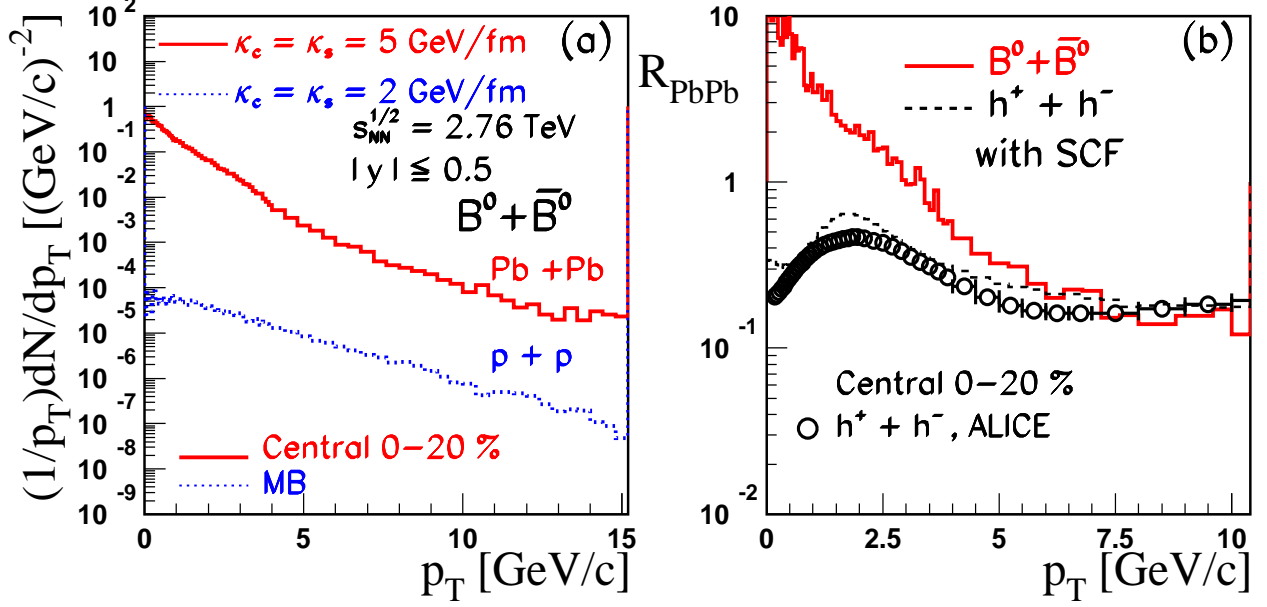 (a)
κc = κs = 5 GeV/fm
κc = κs = 2 GeV/fm
sNN^1/2 = 2.76 TeV
| y | ≦ 0.5
B⁰ + B̅⁰
Pb +Pb
p + p
Central 0–20 %
MB
(1/pT)dN/dpT [(GeV/c)^-2]
10^2
10
1
10^-1
10^-2
10^-3
10^-4
10^-5
10^-6
10^-7
10^-8
10^-9
0 5 10 15
pT [GeV/c]
(b)
RPbPb
B⁰ + B̅⁰
h⁺ + h⁻
with SCF
Central 0–20 %
h⁺ + h⁻, ALICE
10
1
10^-1
10^-2
0 2.5 5 7.5 10
pT [GeV/c]